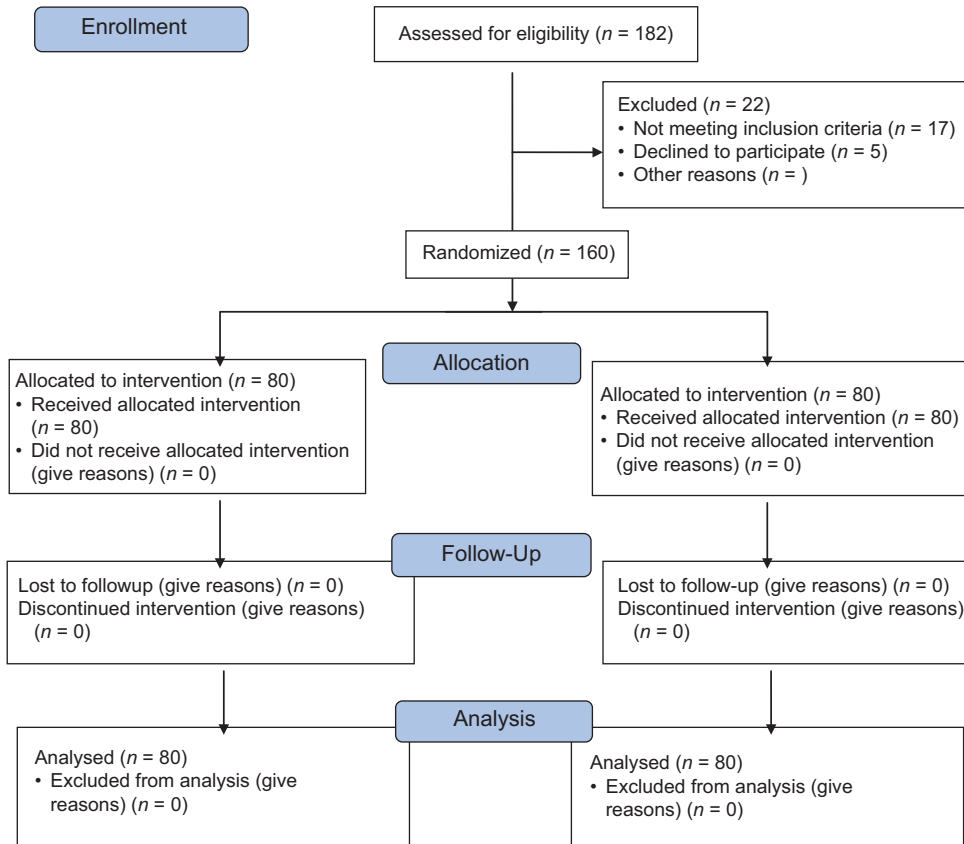 Enrollment
Assessed for eligibility (n = 182)
Excluded (n = 22)
• Not meeting inclusion criteria (n = 17)
• Declined to participate (n = 5)
• Other reasons (n = )
Randomized (n = 160)
Allocation
Allocated to intervention (n = 80)
• Received allocated intervention
(n = 80)
• Did not receive allocated intervention
(give reasons) (n = 0)
Allocated to intervention (n = 80)
• Received allocated intervention (n = 80)
• Did not receive allocated intervention
(give reasons) (n = 0)
Follow-Up
Lost to followup (give reasons) (n = 0)
Discontinued intervention (give reasons)
(n = 0)
Lost to follow-up (give reasons) (n = 0)
Discontinued intervention (give reasons)
(n = 0)
Analysis
Analysed (n = 80)
• Excluded from analysis (give
reasons) (n = 0)
Analysed (n = 80)
• Excluded from analysis (give
reasons) (n = 0)